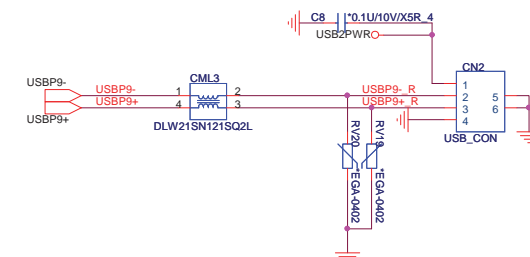 C8 *0.1U/10V/X5R_4
USB2PWR
CN2
CML3
USBP9-
USBP9-
1 2
USBP9-_R
1
2 5
USBP9+
USBP9+
4 3
USBP9+_R
3 6
4
DLW21SN121SQ2L
USB_CON
RV20
*EGA-0402
RV19
*EGA-0402